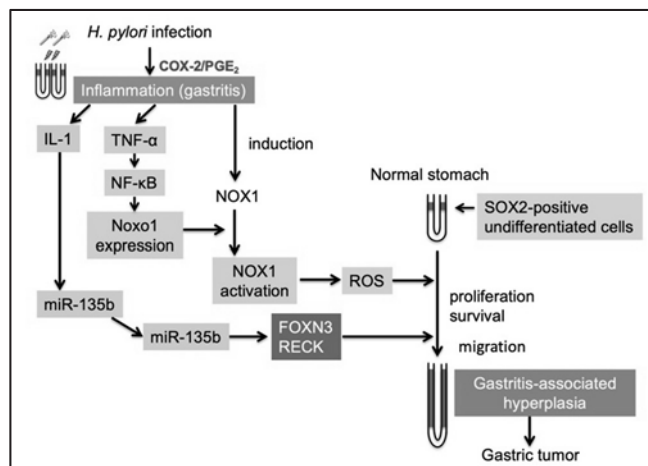 H. pylori infection
COX-2/PGE₂
Inflammation (gastritis)
IL-1
TNF-α
induction
NF-κB
NOX1
Normal stomach
Noxo1
expression
SOX2-positive
undifferentiated cells
NOX1
activation
ROS
miR-135b
proliferation
survival
miR-135b
FOXN3
RECK
migration
Gastritis-associated
hyperplasia
Gastric tumor